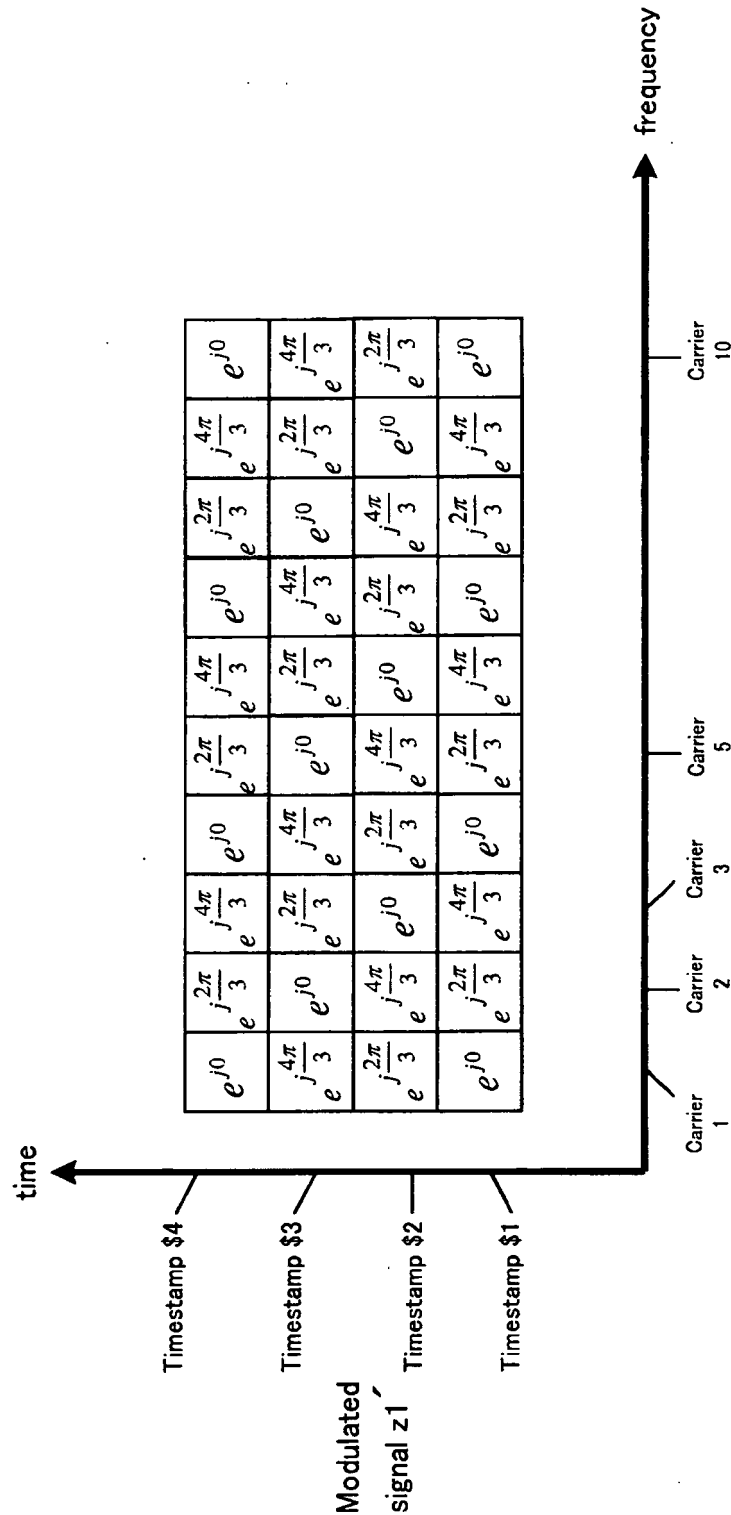 time
Modulated
signal z1´
Timestamp $4
e^{j0} e^{j2π/3} e^{j4π/3} e^{j0} e^{j2π/3} e^{j4π/3} e^{j0} e^{j2π/3} e^{j4π/3} e^{j0}
Timestamp $3
e^{j4π/3} e^{j0} e^{j2π/3} e^{j4π/3} e^{j0} e^{j2π/3} e^{j4π/3} e^{j0} e^{j2π/3} e^{j4π/3}
Timestamp $2
e^{j2π/3} e^{j4π/3} e^{j0} e^{j2π/3} e^{j4π/3} e^{j0} e^{j2π/3} e^{j4π/3} e^{j0} e^{j2π/3}
Timestamp $1
e^{j0} e^{j2π/3} e^{j4π/3} e^{j0} e^{j2π/3} e^{j4π/3} e^{j0} e^{j2π/3} e^{j4π/3} e^{j0}
frequency
Carrier
1
Carrier
2
Carrier
3
Carrier
5
Carrier
10